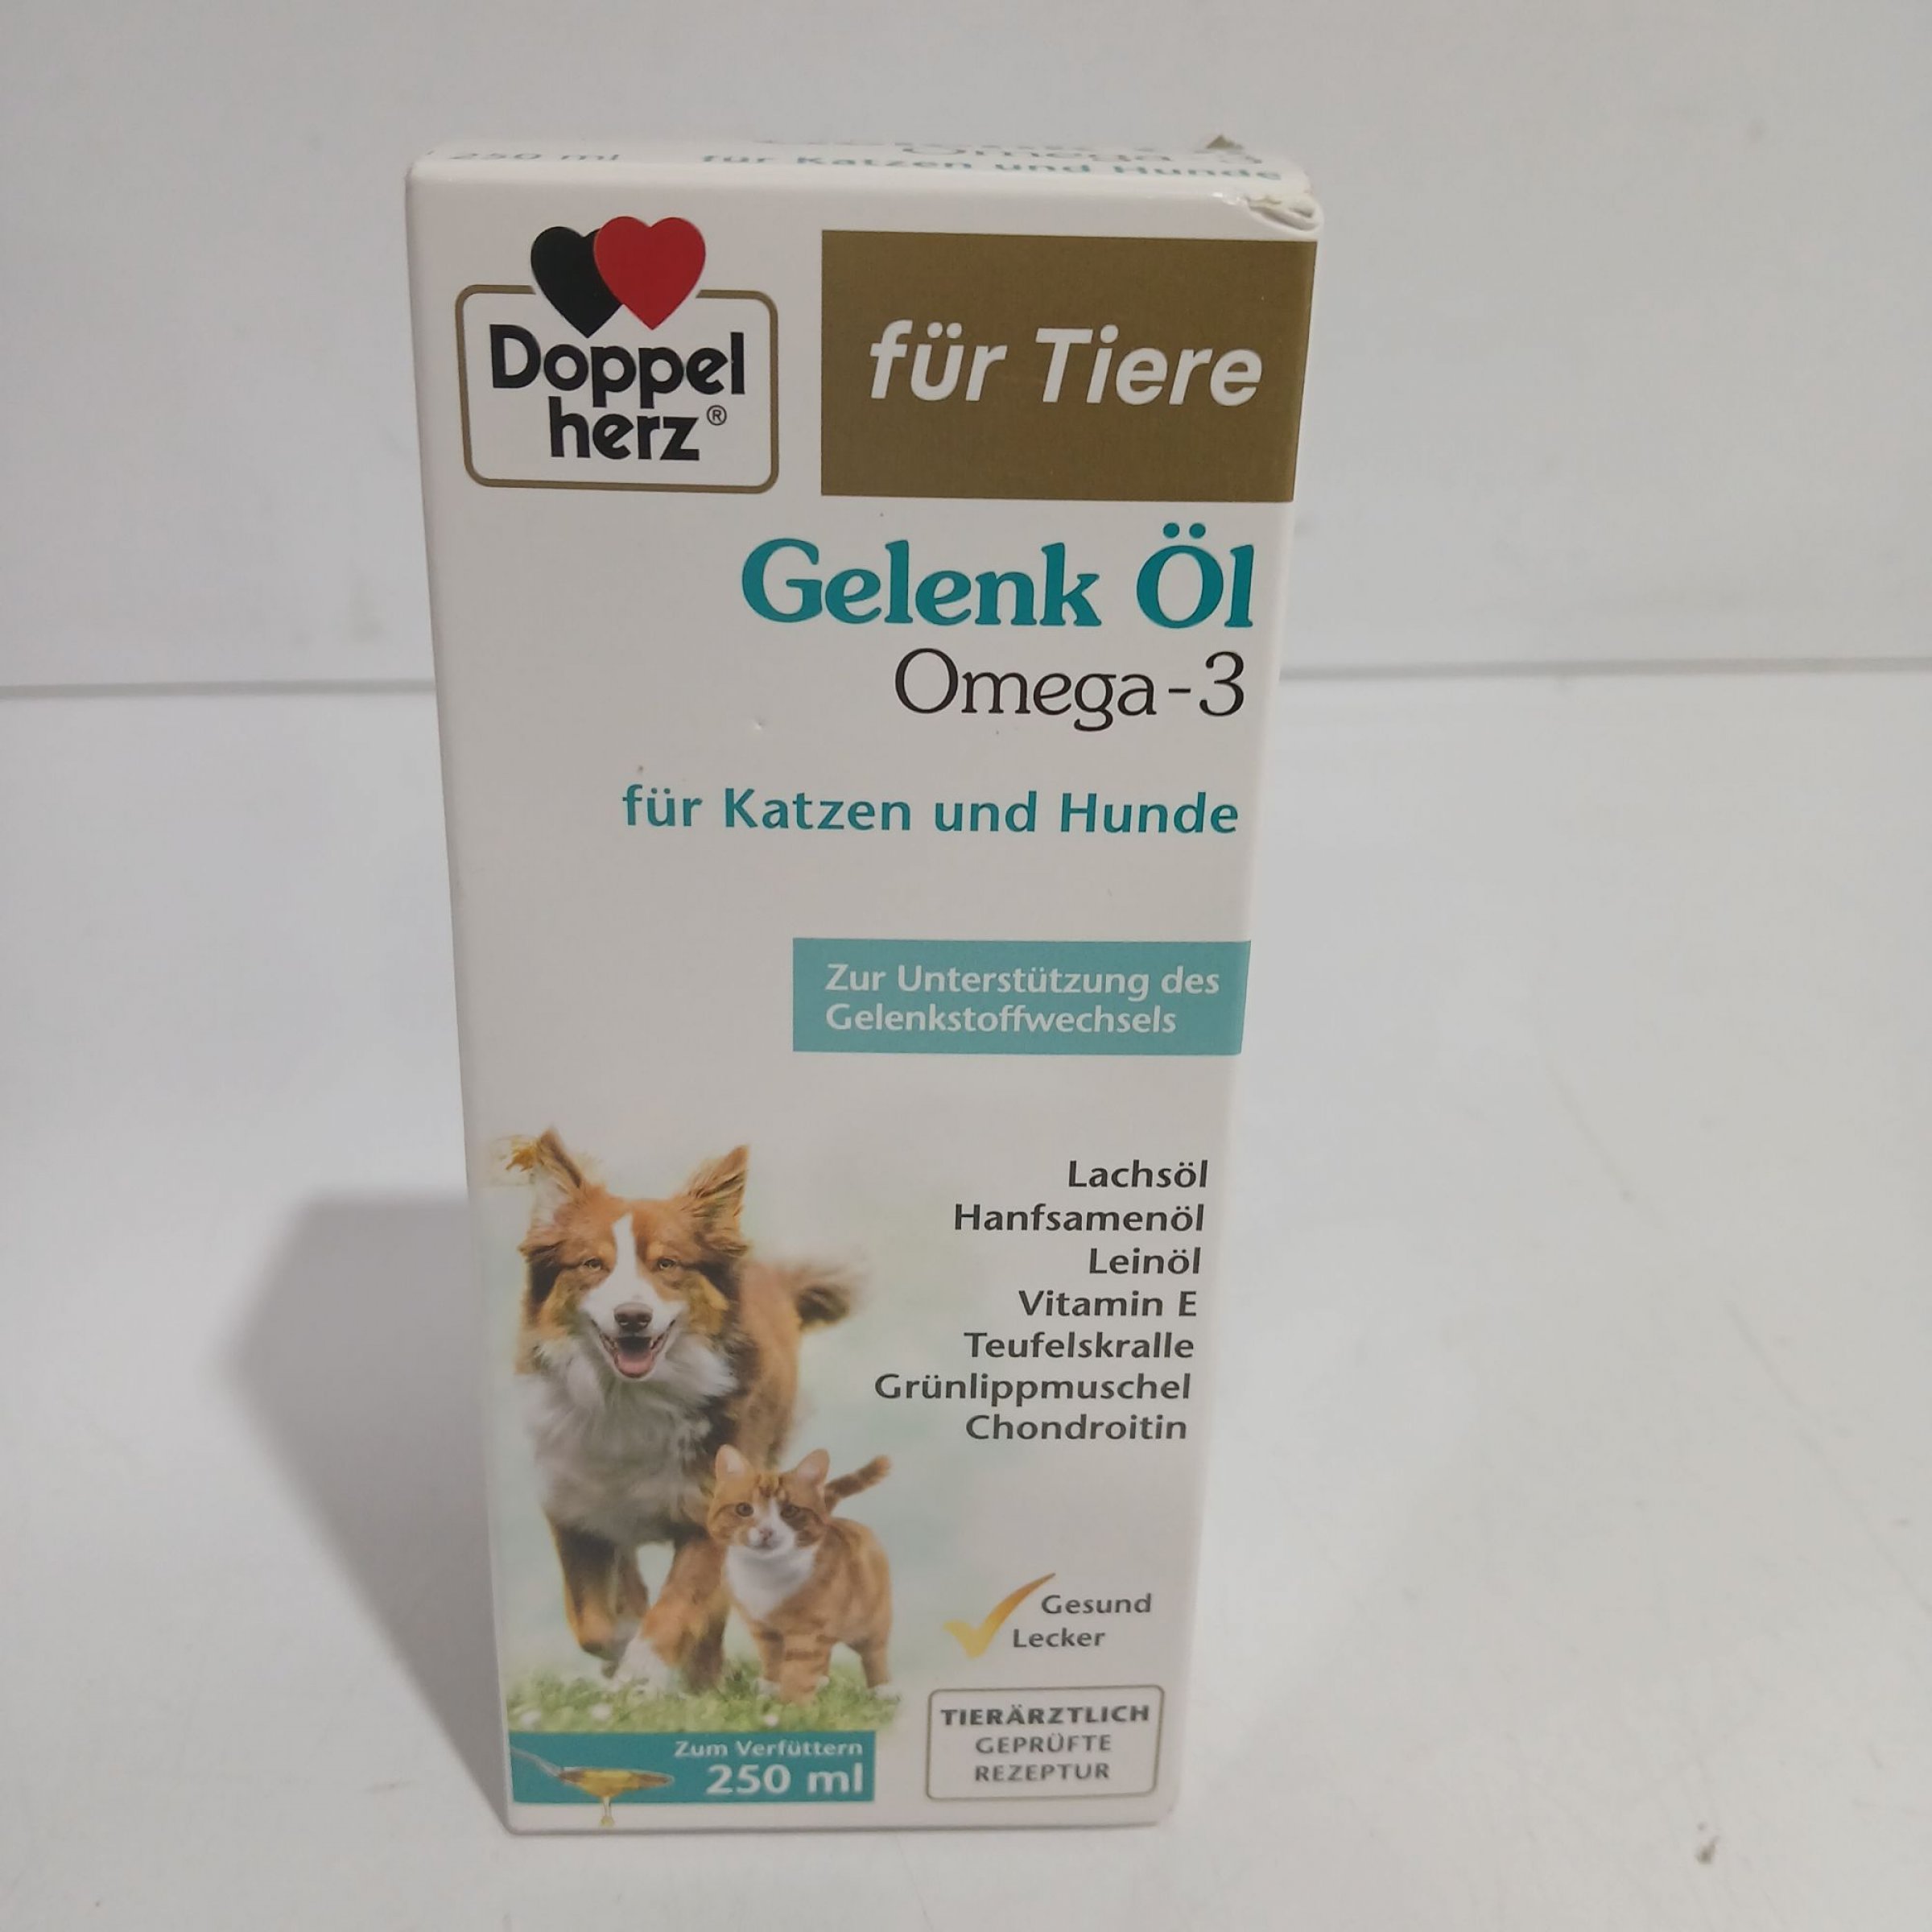 250 ml für Katzen und Hunde
Omega-3
Doppel
herz®
für Tiere
Gelenk Öl
Omega-3
für Katzen und Hunde
Zur Unterstützung des
Gelenkstoffwechsels
Lachsöl
Hanfsamenöl
Leinöl
Vitamin E
Teufelskralle
Grünlippmuschel
Chondroitin
Gesund
Lecker
TIERÄRZTLICH
GEPRÜFTE
REZEPTUR
Zum Verfüttern
250 ml